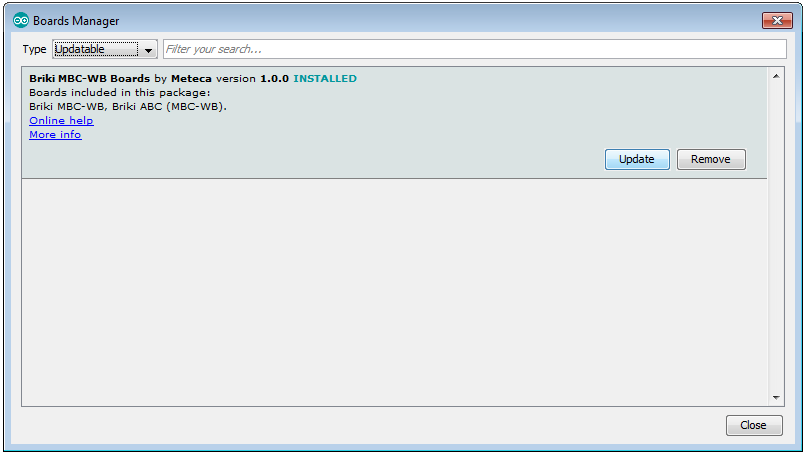 Boards Manager
Type Updatable Filter your search...
Briki MBC-WB Boards by Meteca version 1.0.0 INSTALLED
Boards included in this package:
Briki MBC-WB, Briki ABC (MBC-WB).
Online help
More info
Update Remove
Close